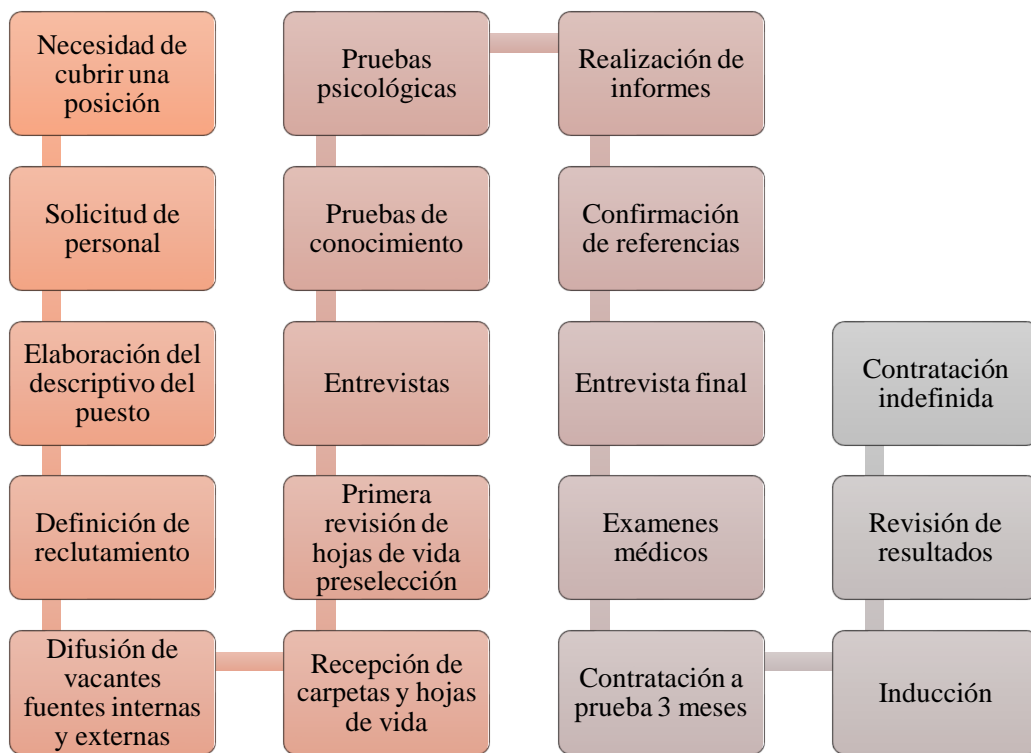 Necesidad de
cubrir una
posición
Solicitud de
personal
Elaboración del
descriptivo del
puesto
Definición de
reclutamiento
Difusión de
vacantes
fuentes internas
y externas
Recepción de
carpetas y hojas
de vida
Primera
revisión de
hojas de vida
preselección
Entrevistas
Pruebas de
conocimiento
Pruebas
psicológicas
Realización de
informes
Confirmación
de referencias
Entrevista final
Examenes
médicos
Contratación a
prueba 3 meses
Inducción
Revisión de
resultados
Contratación
indefinida